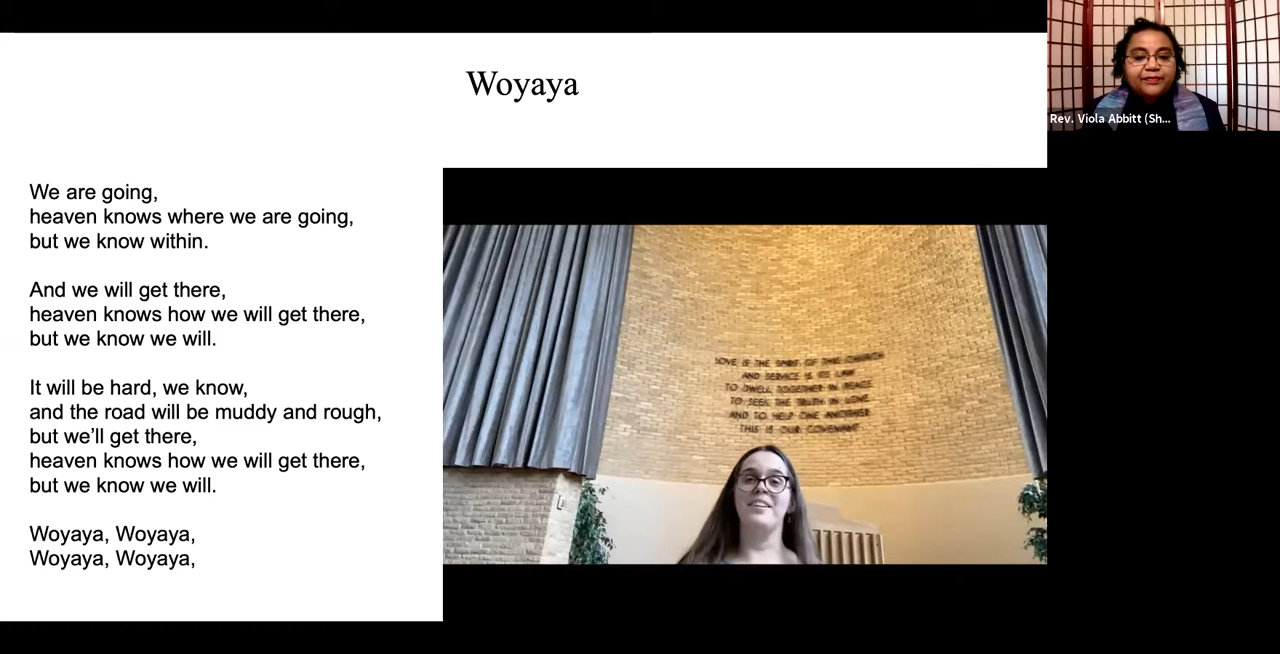 Woyaya
Rev. Viola Abbitt (Sh...
We are going,
heaven knows where we are going,
but we know within.
And we will get there,
heaven knows how we will get there,
but we know we will.
It will be hard, we know,
and the road will be muddy and rough,
but we’ll get there,
heaven knows how we will get there,
but we know we will.
Woyaya, Woyaya,
Woyaya, Woyaya,
LOVE IS THE SPIRIT OF THIS CHURCH
AND SERVICE IS ITS LAW
TO DWELL TOGETHER IN PEACE
TO SEEK THE TRUTH IN LOVE
AND TO HELP ONE ANOTHER
THIS IS OUR COVENANT